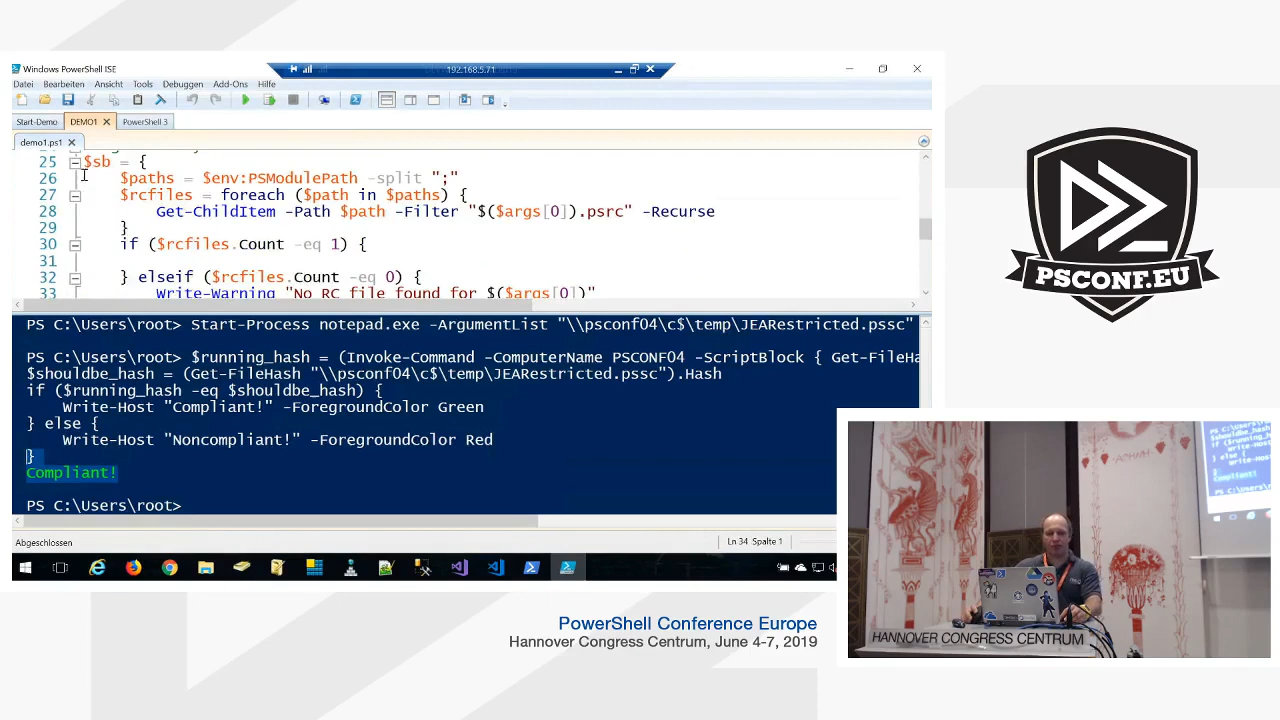 Windows PowerShell ISE
192.168.5.71
Datei Bearbeiten Ansicht Tools Debuggen Add-Ons Hilfe
Start-Demo DEMO1 PowerShell 3
demo1.ps1
25 $sb = {
26 $paths = $env:PSModulePath -split ";"
27 $rcfiles = foreach ($path in $paths) {
28 Get-ChildItem -Path $path -Filter "$($args[0]).psrc" -Recurse
29 }
30 if ($rcfiles.Count -eq 1) {
31
32 } elseif ($rcfiles.Count -eq 0) {
33 Write-Warning "No RC file found for $($args[0])"
PS C:\Users\root> Start-Process notepad.exe -ArgumentList "\\psconf04\c$\temp\JEARestricted.pssc"
PS C:\Users\root> $running_hash = (Invoke-Command -ComputerName PSCONF04 -ScriptBlock { Get-FileHa
$shouldbe_hash = (Get-FileHash "\\psconf04\c$\temp\JEARestricted.pssc").Hash
if ($running_hash -eq $shouldbe_hash) {
Write-Host "Compliant!" -ForegroundColor Green
} else {
Write-Host "Noncompliant!" -ForegroundColor Red
}
Compliant!
PS C:\Users\root>
Abgeschlossen
Ln 34 Spalte 1
PSCONF.EU
HANNOVER CONGRESS CENTRUM
PowerShell Conference Europe
Hannover Congress Centrum, June 4-7, 2019